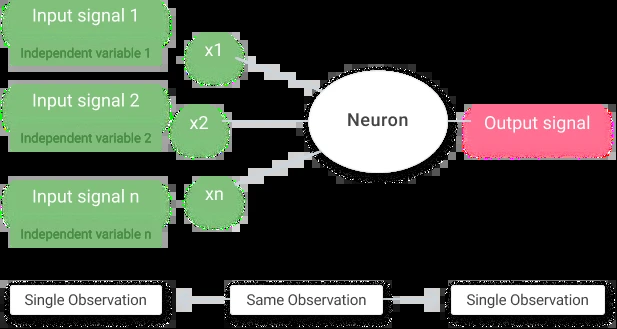 Input signal 1
Independent variable 1
x1
Input signal 2
Independent variable 2
x2
Neuron
Output signal
Input signal n
Independent variable n
xn
Single Observation
Same Observation
Single Observation